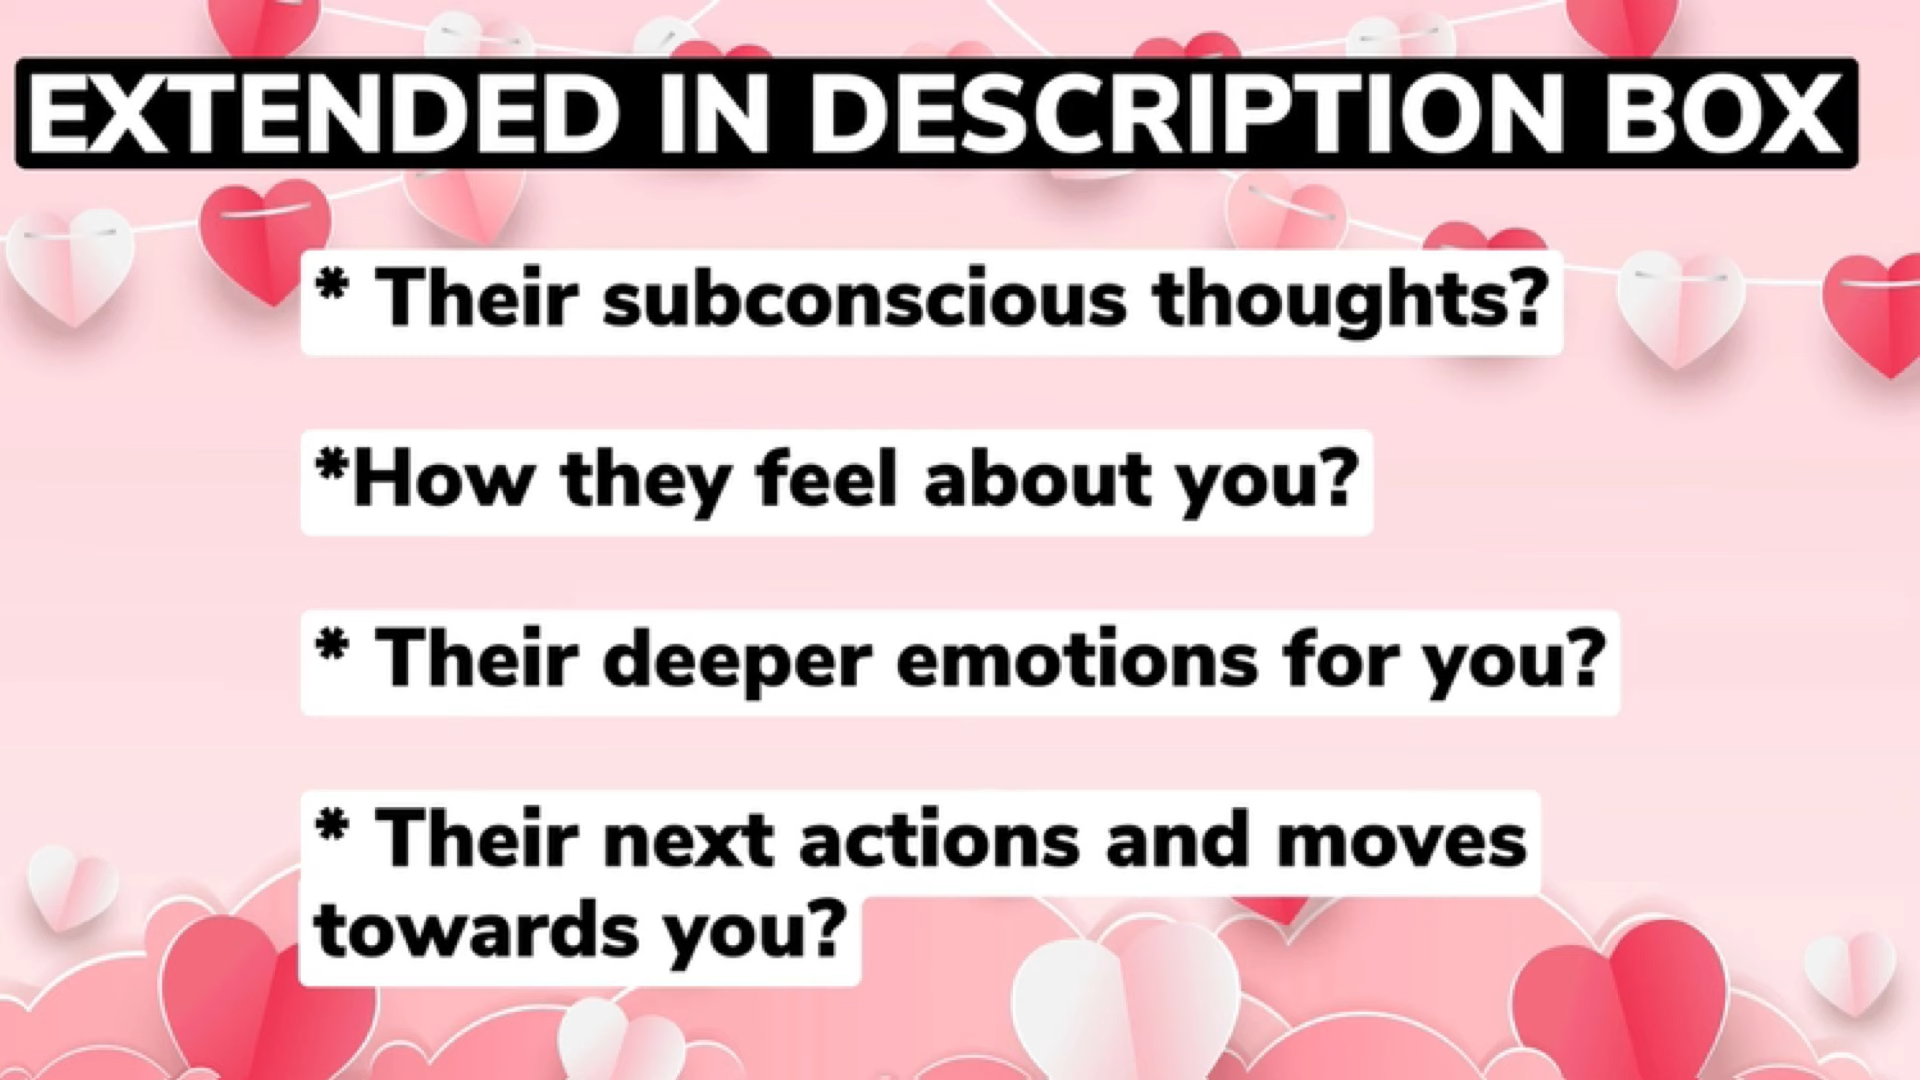 EXTENDED IN DESCRIPTION BOX
* Their subconscious thoughts?
*How they feel about you?
* Their deeper emotions for you?
* Their next actions and moves
towards you?